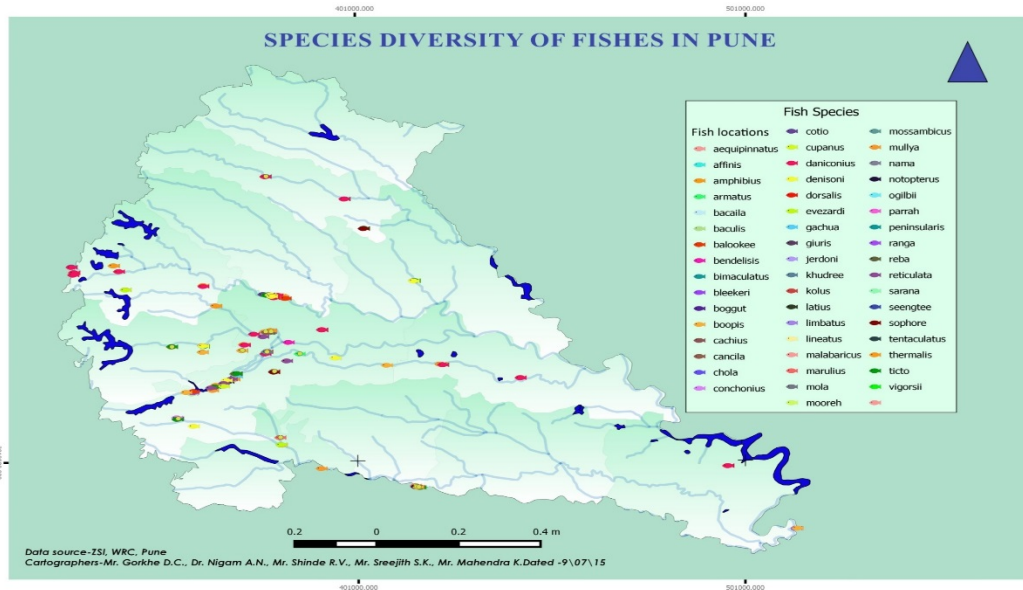 401000.000
501000.000
SPECIES DIVERSITY OF FISHES IN PUNE
Fish Species
Fish locations
aequipinnatus
affinis
amphibius
armatus
bacaila
baculis
balookee
bendelisis
bimaculatus
bleekeri
boggut
boopis
cachius
cancila
chola
conchonius
cotio
cupanus
daniconius
denisoni
dorsalis
evezardi
gachua
giuris
jerdoni
khudree
kolus
latius
limbatus
lineatus
malabaricus
marulius
mola
mooreh
mossambicus
mullya
nama
notopterus
ogilbii
parrah
peninsularis
ranga
reba
reticulata
sarana
seengtee
sophore
tentaculatus
thermalis
ticto
vigorsii
0.2 0 0.2 0.4 m
Data source-ZSI, WRC, Pune
Cartographers-Mr. Gorkhe D.C., Dr. Nigam A.N., Mr. Shinde R.V., Mr. Sreejith S.K., Mr. Mahendra K.Dated -9\07\15
401000.000
501000.000